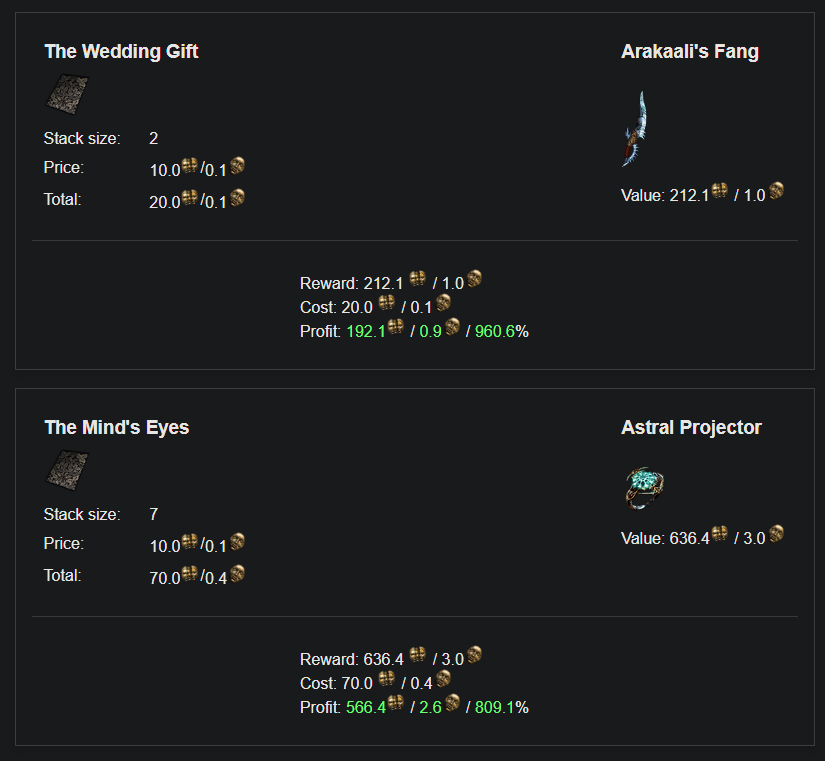 The Wedding Gift
Arakaali's Fang
Stack size: 2
Price: 10.0/0.1
Total: 20.0/0.1
Value: 212.1 / 1.0
Reward: 212.1 / 1.0
Cost: 20.0 / 0.1
Profit: 192.1 / 0.9 / 960.6%
The Mind's Eyes
Astral Projector
Stack size: 7
Price: 10.0/0.1
Total: 70.0/0.4
Value: 636.4 / 3.0
Reward: 636.4 / 3.0
Cost: 70.0 / 0.4
Profit: 566.4 / 2.6 / 809.1%